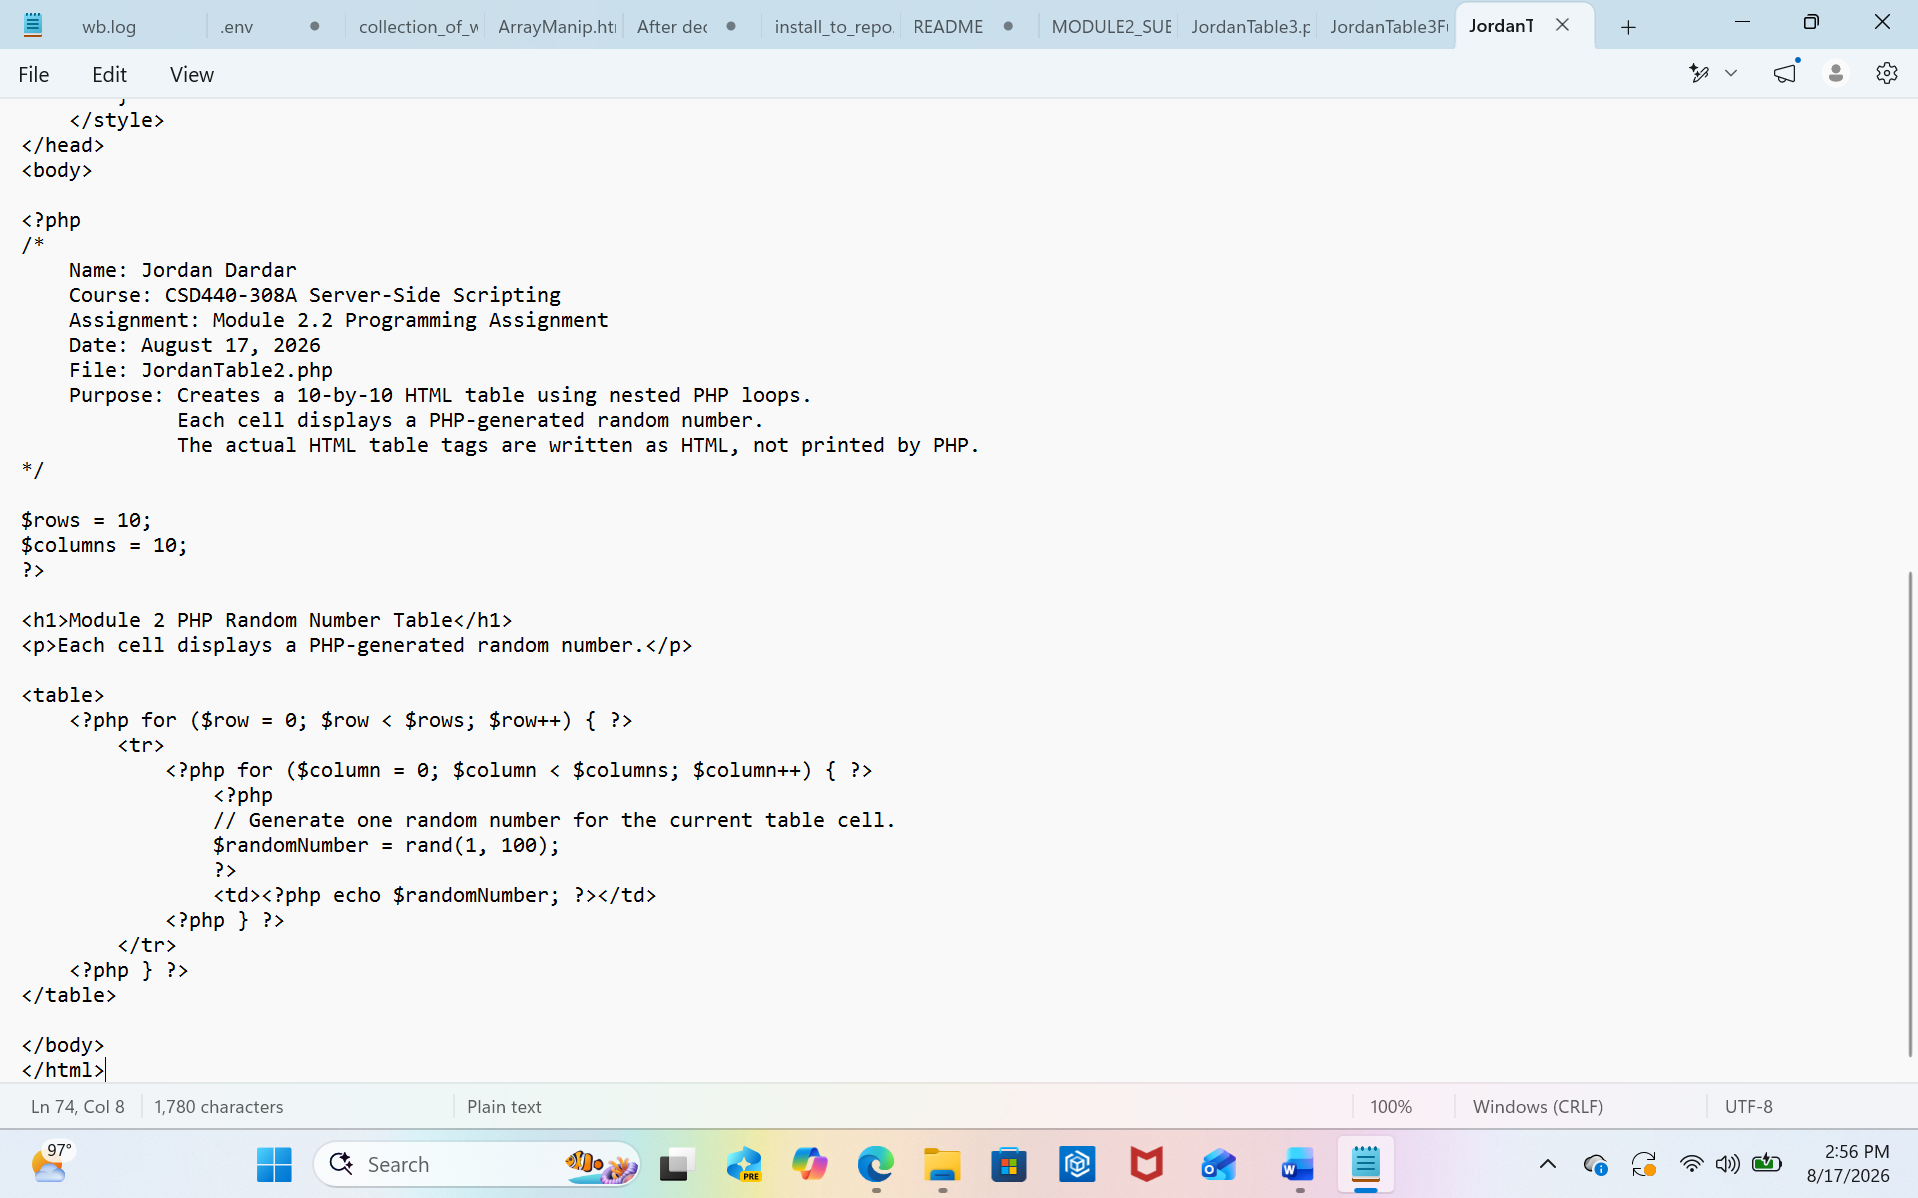 wb.log
.env
collection_of_w
ArrayManip.ht
After dec
install_to_repo.
README
MODULE2_SUE
JordanTable3.p
JordanTable3F
JordanT
File
Edit
View
</style>
</head>
<body>
<?php
/*
Name: Jordan Dardar
Course: CSD440-308A Server-Side Scripting
Assignment: Module 2.2 Programming Assignment
Date: August 17, 2026
File: JordanTable2.php
Purpose: Creates a 10-by-10 HTML table using nested PHP loops.
Each cell displays a PHP-generated random number.
The actual HTML table tags are written as HTML, not printed by PHP.
*/
$rows = 10;
$columns = 10;
?>
<h1>Module 2 PHP Random Number Table</h1>
<p>Each cell displays a PHP-generated random number.</p>
<table>
<?php for ($row = 0; $row < $rows; $row++) { ?>
<tr>
<?php for ($column = 0; $column < $columns; $column++) { ?>
<?php
// Generate one random number for the current table cell.
$randomNumber = rand(1, 100);
?>
<td><?php echo $randomNumber; ?></td>
<?php } ?>
</tr>
<?php } ?>
</table>
</body>
</html>
Ln 74, Col 8
1,780 characters
Plain text
100%
Windows (CRLF)
UTF-8
97°
Search
PRE
2:56 PM
8/17/2026